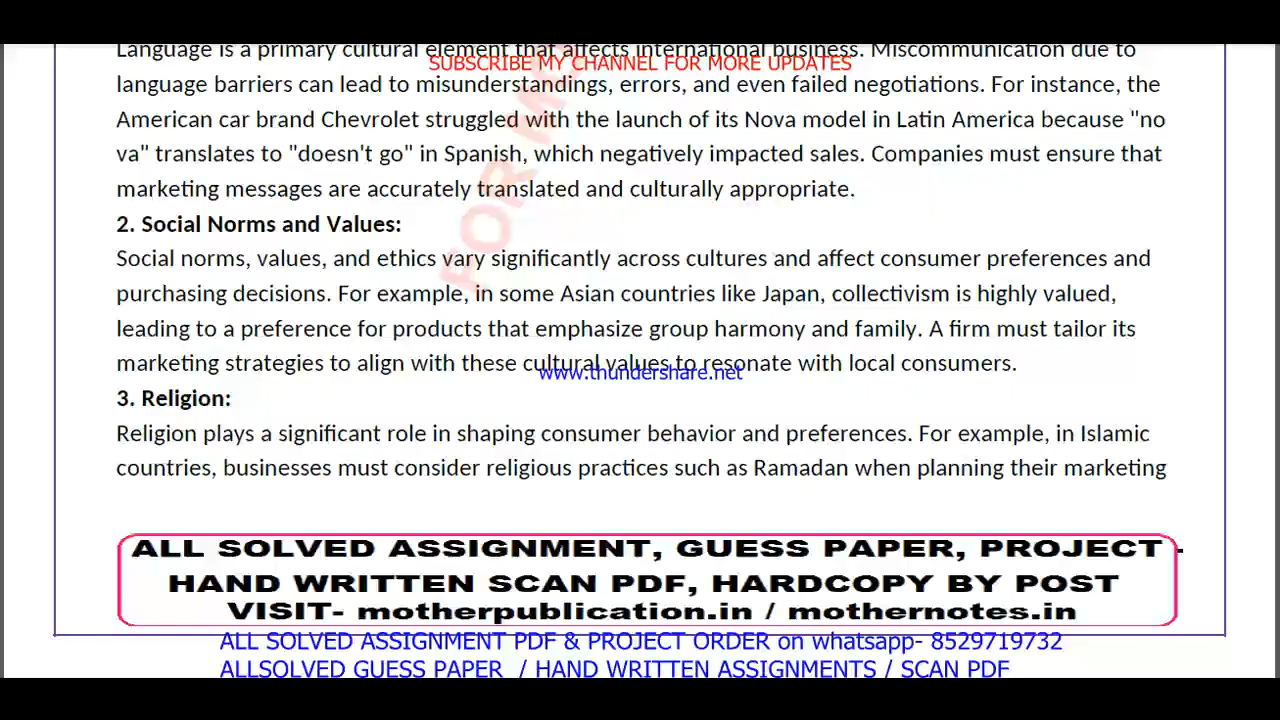 Language is a primary cultural element that affects international business. Miscommunication due to
SUBSCRIBE MY CHANNEL FOR MORE UPDATES
language barriers can lead to misunderstandings, errors, and even failed negotiations. For instance, the
American car brand Chevrolet struggled with the launch of its Nova model in Latin America because "no
va" translates to "doesn't go" in Spanish, which negatively impacted sales. Companies must ensure that
marketing messages are accurately translated and culturally appropriate.
FOR MO
2. Social Norms and Values:
Social norms, values, and ethics vary significantly across cultures and affect consumer preferences and
purchasing decisions. For example, in some Asian countries like Japan, collectivism is highly valued,
leading to a preference for products that emphasize group harmony and family. A firm must tailor its
marketing strategies to align with these cultural values to resonate with local consumers.
www.thundershare.net
3. Religion:
Religion plays a significant role in shaping consumer behavior and preferences. For example, in Islamic
countries, businesses must consider religious practices such as Ramadan when planning their marketing
ALL SOLVED ASSIGNMENT, GUESS PAPER, PROJECT -
HAND WRITTEN SCAN PDF, HARDCOPY BY POST
VISIT- motherpublication.in / mothernotes.in
ALL SOLVED ASSIGNMENT PDF & PROJECT ORDER on whatsapp- 8529719732
ALLSOLVED GUESS PAPER / HAND WRITTEN ASSIGNMENTS / SCAN PDF